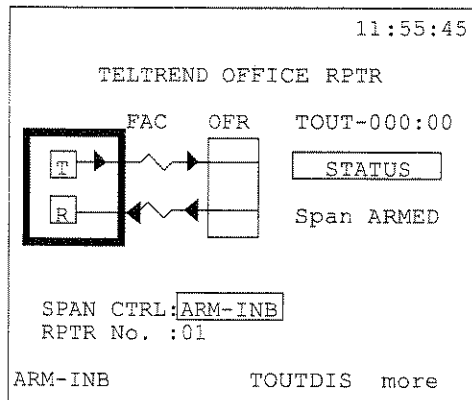 11:55:45
TELTREND OFFICE RPTR
FAC OFR TOUT-000:00
T STATUS
R Span ARMED
SPAN CTRL:ARM-INB
RPTR No. :01
ARM-INB TOUTDIS more